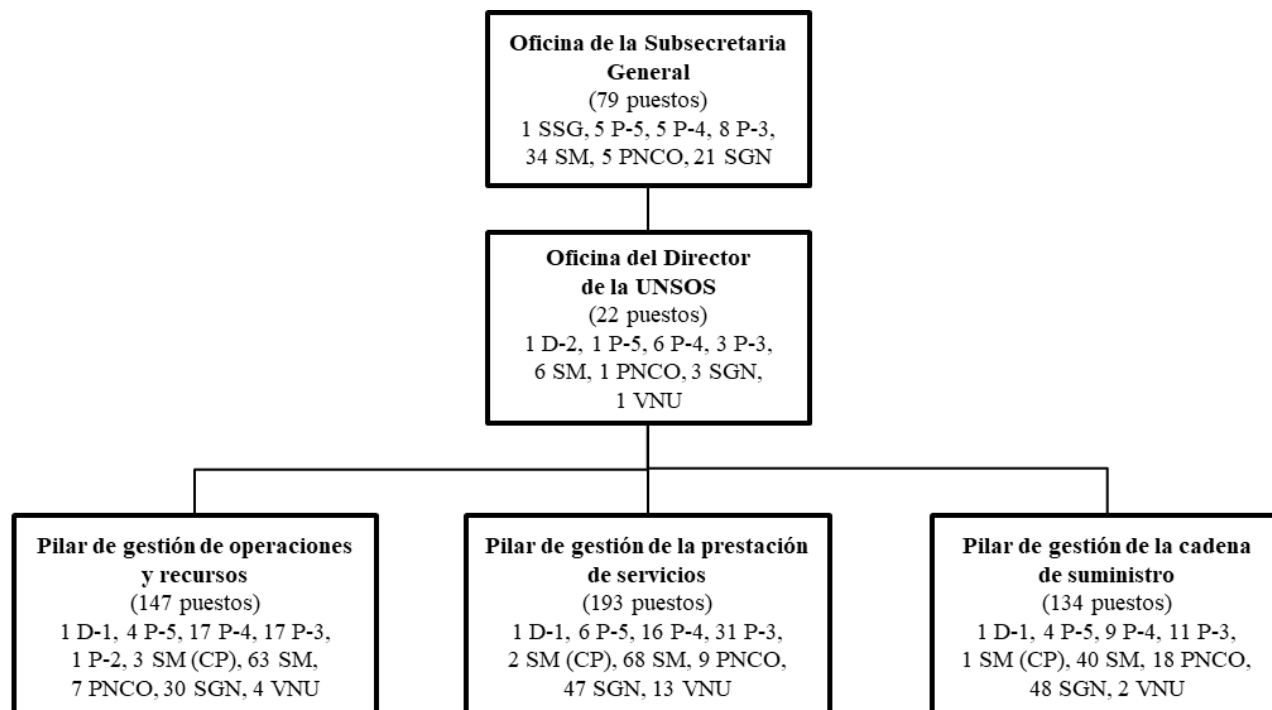 Oficina de la Subsecretaria
General
(79 puestos)
1 SSG, 5 P-5, 5 P-4, 8 P-3,
34 SM, 5 PNCO, 21 SGN
Oficina del Director
de la UNSOS
(22 puestos)
1 D-2, 1 P-5, 6 P-4, 3 P-3,
6 SM, 1 PNCO, 3 SGN,
1 VNU
Pilar de gestión de operaciones
y recursos
(147 puestos)
1 D-1, 4 P-5, 17 P-4, 17 P-3,
1 P-2, 3 SM (CP), 63 SM,
7 PNCO, 30 SGN, 4 VNU
Pilar de gestión de la prestación
de servicios
(193 puestos)
1 D-1, 6 P-5, 16 P-4, 31 P-3,
2 SM (CP), 68 SM, 9 PNCO,
47 SGN, 13 VNU
Pilar de gestión de la cadena
de suministro
(134 puestos)
1 D-1, 4 P-5, 9 P-4, 11 P-3,
1 SM (CP), 40 SM, 18 PNCO,
48 SGN, 2 VNU